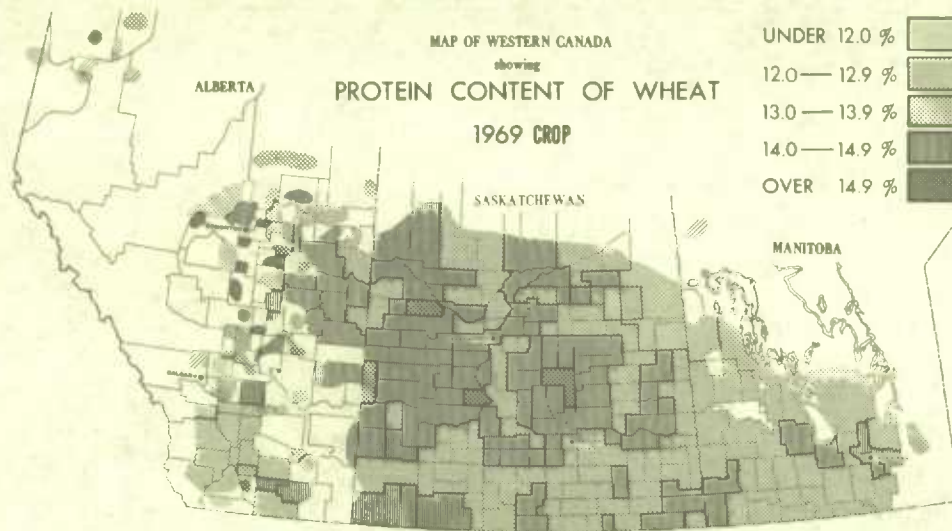 MAP OF WESTERN CANADA
showing
PROTEIN CONTENT OF WHEAT
1969 CROP
UNDER 12.0 %
12.0 — 12.9 %
13.0 — 13.9 %
14.0 — 14.9 %
OVER 14.9 %
ALBERTA
SASKATCHEWAN
MANITOBA
CALGARY